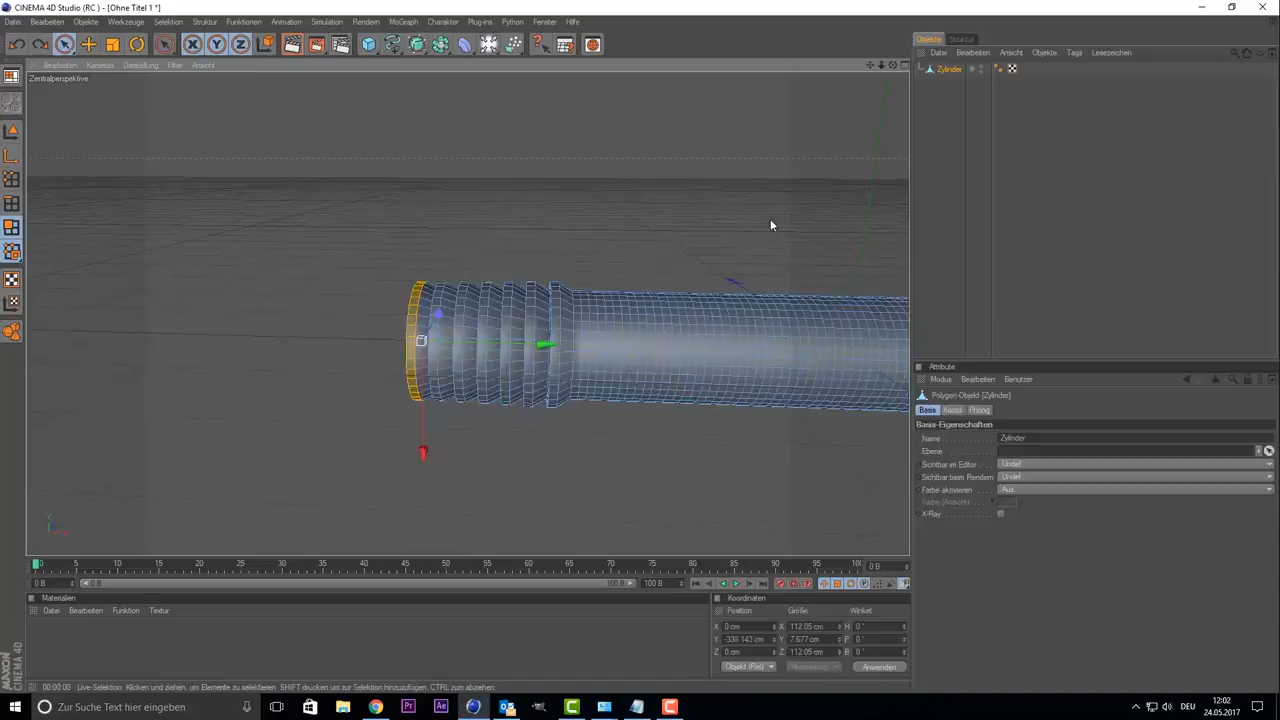 CINEMA 4D Studio (RC ) - [Ohne Titel 1 *]
Datei Bearbeiten Objekte Werkzeuge Selektion Struktur Funktionen Animation Simulation Rendern MoGraph Charakter Plug-ins Python Fenster Hilfe
Objekte Struktur
Datei Bearbeiten Ansicht Objekte Tags Lesezeichen
Zylinder
Bearbeiten Kameras Darstellung Filter Ansicht
Zentralperspektive
Attribute
Modus Bearbeiten Benutzer
Polygon-Objekt [Zylinder]
Basis Koord. Phong
Basis-Eigenschaften
Name Zylinder
Ebene
Sichtbar im Editor Undef
Sichtbar beim Rendern Undef
Farbe aktivieren Aus
X-Ray
0 5 10 15 20 25 30 35 40 45 50 55 60 65 70 75 80 85 90 95 0 B
0 B 0 B 100 B 100 B
Materialien
Datei Bearbeiten Funktion Textur
Koordinaten
Position Größe Winkel
X 0 cm X 112.05 cm H 0 °
Y -338.143 cm Y 7.677 cm P 0 °
Z 0 cm Z 112.05 cm B 0 °
Objekt (Rel) Anwenden
MAXON CINEMA 4D
00:00:00 Live-Selektion: Klicken und ziehen, um Elemente zu selektieren. SHIFT drücken um zur Selektion hinzuzufügen, CTRL zum abziehen.
Zur Suche Text hier eingeben
Pr Ae
DEU
12:02
24.05.2017